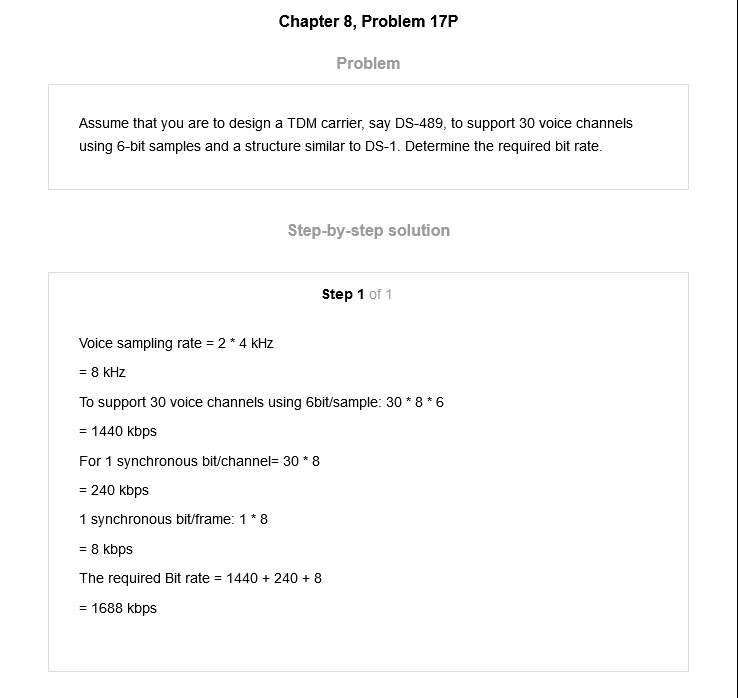 Chapter 8, Problem 17P
Problem
Assume that you are to design a TDM carrier, say DS-489, to support 30 voice channels
using 6-bit samples and a structure similar to DS-1. Determine the required bit rate.
Step-by-step solution
Step 1 of 1
Voice sampling rate = 2 * 4 kHz
= 8 kHz
To support 30 voice channels using 6bit/sample: 30 * 8 * 6
= 1440 kbps
For 1 synchronous bit/channel= 30 * 8
= 240 kbps
1 synchronous bit/frame: 1 * 8
= 8 kbps
The required Bit rate = 1440 + 240 + 8
= 1688 kbps